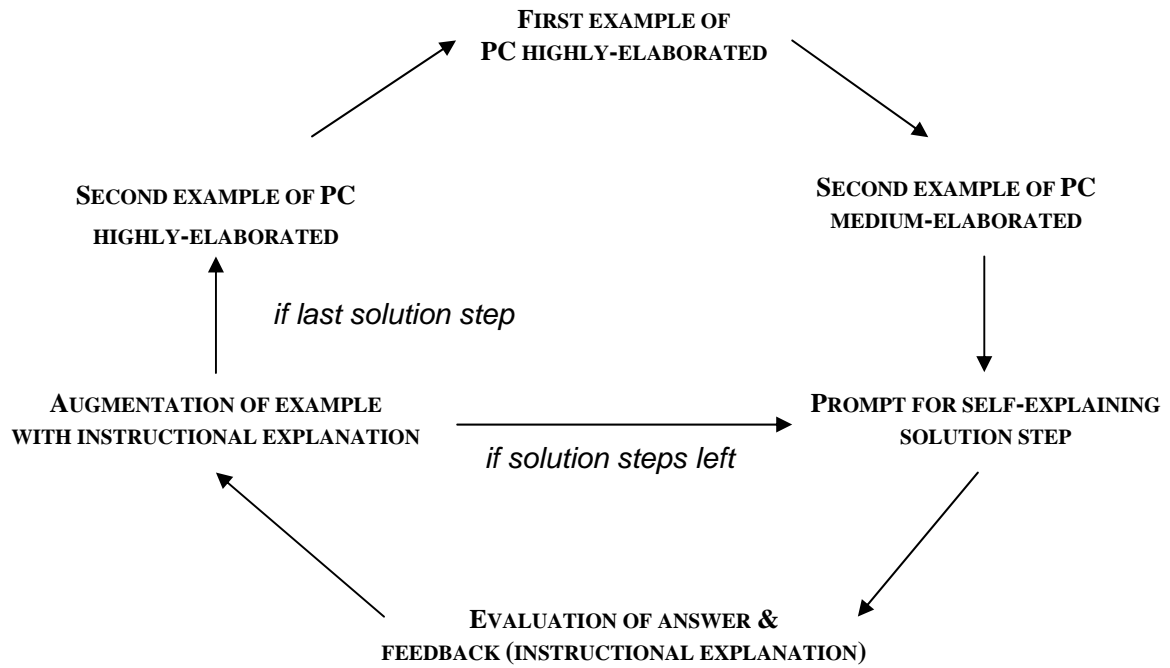 FIRST EXAMPLE OF
PC HIGHLY-ELABORATED
SECOND EXAMPLE OF PC
HIGHLY-ELABORATED
SECOND EXAMPLE OF PC
MEDIUM-ELABORATED
if last solution step
AUGMENTATION OF EXAMPLE
WITH INSTRUCTIONAL EXPLANATION
if solution steps left
PROMPT FOR SELF-EXPLAINING
SOLUTION STEP
EVALUATION OF ANSWER &
FEEDBACK (INSTRUCTIONAL EXPLANATION)